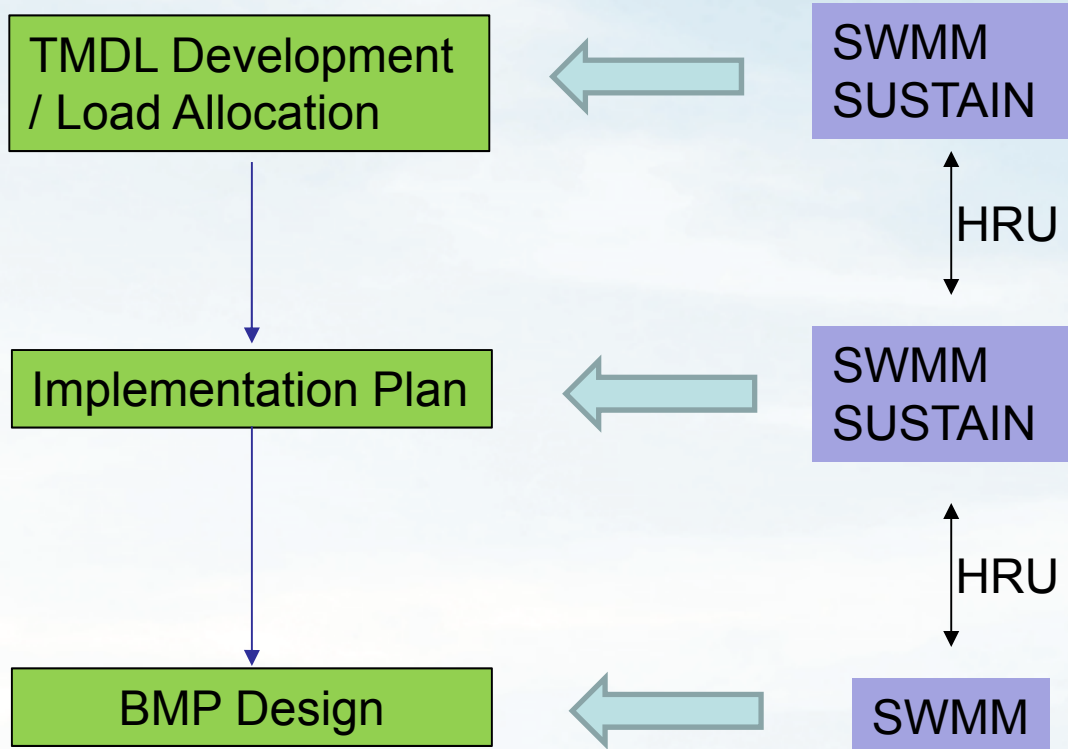 TMDL Development
/ Load Allocation
SWMM
SUSTAIN
HRU
Implementation Plan
SWMM
SUSTAIN
HRU
BMP Design
SWMM